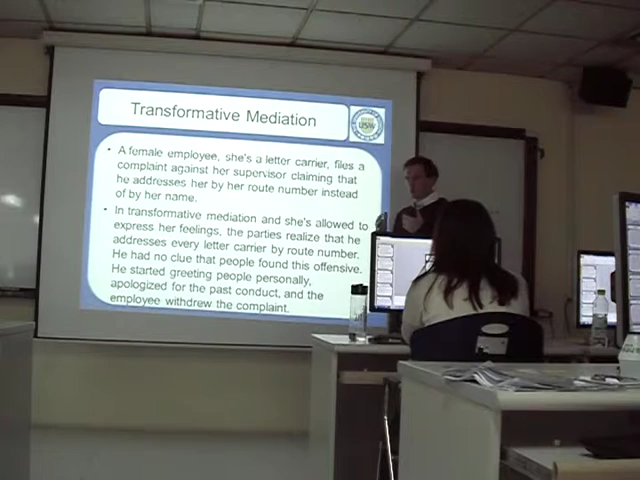 Transformative Mediation
• A female employee, she's a letter carrier, files a
complaint against her supervisor claiming that
he addresses her by her route number instead
of by her name.
• In transformative mediation and she's allowed to
express her feelings, the parties realize that he
addresses every letter carrier by route number.
He had no clue that people found this offensive.
He started greeting people personally,
apologized for the past conduct, and the
employee withdrew the complaint.